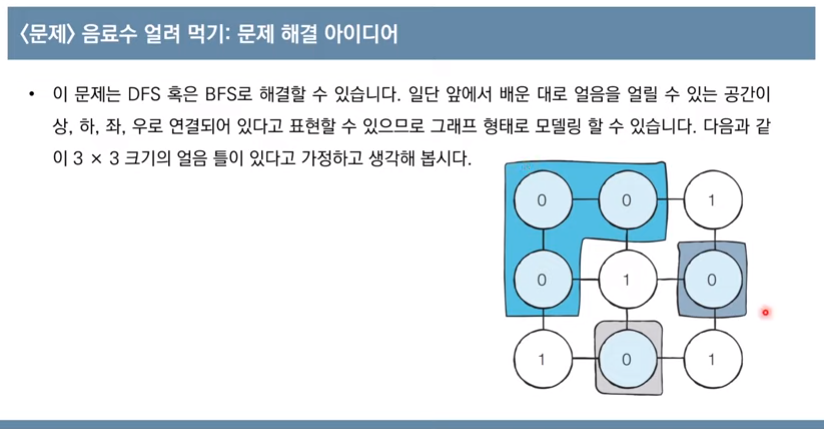 〈문제〉 음료수 얼려 먹기: 문제 해결 아이디어
• 이 문제는 DFS 혹은 BFS로 해결할 수 있습니다. 일단 앞에서 배운 대로 얼음을 얼릴 수 있는 공간이
상, 하, 좌, 우로 연결되어 있다고 표현할 수 있으므로 그래프 형태로 모델링 할 수 있습니다. 다음과 같
이 3 × 3 크기의 얼음 틀이 있다고 가정하고 생각해 봅시다.
0 0 1
0 1 0
1 0 1